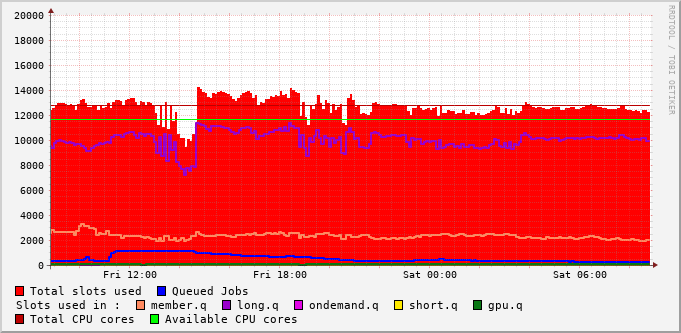 20000
18000
16000
14000
12000
10000
8000
6000
4000
2000
0
Fri 12:00 Fri 18:00 Sat 00:00 Sat 06:00
RRDTOOL / TOBI OETIKER
Total slots used Queued Jobs
Slots used in : member.q long.q ondemand.q short.q gpu.q
Total CPU cores Available CPU cores